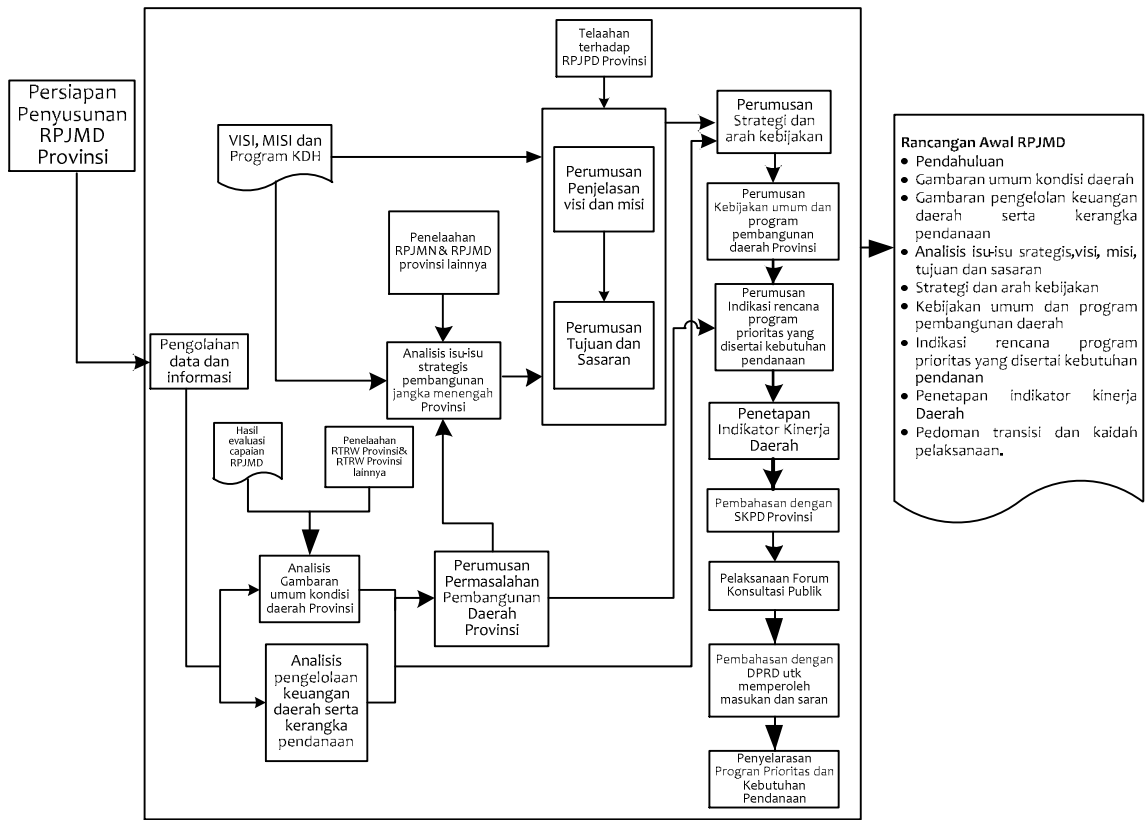 Persiapan
Penyusunan
RPJMD
Provinsi
Telaahan
terhadap
RPJPD Provinsi
VISI, MISI dan
Program KDH
Penelaahan
RPJMN & RPJMD
provinsi lainnya
Pengolahan
data dan
informasi
Analisis isu-isu
strategis
pembangunan
jangka menengah
Provinsi
Perumusan
Penjelasan
visi dan misi
Perumusan
Tujuan dan
Sasaran
Hasil
evaluasi
capaian
RPJMD
Penelaahan
RTRW Provinsi&
RTRW Provinsi
lainnya
Analisis
Gambaran
umum kondisi
daerah Provinsi
Analisis
pengelolaan
keuangan
daerah serta
kerangka
pendanaan
Perumusan
Permasalahan
Pembangunan
Daerah
Provinsi
Perumusan
Strategi dan
arah kebijakan
Perumusan
Kebijakan umum dan
program
pembangunan
daerah Provinsi
Perumusan
Indikasi rencana
program
prioritas yang
disertai kebutuhan
pendanaan
Penetapan
Indikator Kinerja
Daerah
Pembahasan dengan
SKPD Provinsi
Pelaksanaan Forum
Konsultasi Publik
Pembahasan dengan
DPRD utk
memperoleh
masukan dan saran
Penyelarasan
Progran Prioritas dan
Kebutuhan
Pendanaan
Rancangan Awal RPJMD
• Pendahuluan
• Gambaran umum kondisi daerah
• Gambaran pengelolan keuangan
daerah serta kerangka
pendanaan
• Analisis isu-isu srategis,visi, misi,
tujuan dan sasaran
• Strategi dan arah kebijakan
• Kebijakan umum dan program
pembangunan daerah
• Indikasi rencana program
prioritas yang disertai kebutuhan
pendanan
• Penetapan indikator kinerja
Daerah
• Pedoman transisi dan kaidah
pelaksanaan.